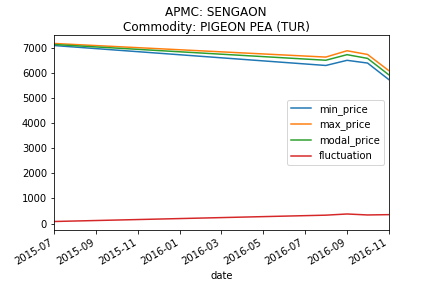 APMC: SENGAON
Commodity: PIGEON PEA (TUR)
7000
6000
5000
4000
3000
2000
1000
0
min_price
max_price
modal_price
fluctuation
2015-07
2015-09
2015-11
2016-01
2016-03
2016-05
2016-07
2016-09
2016-11
date